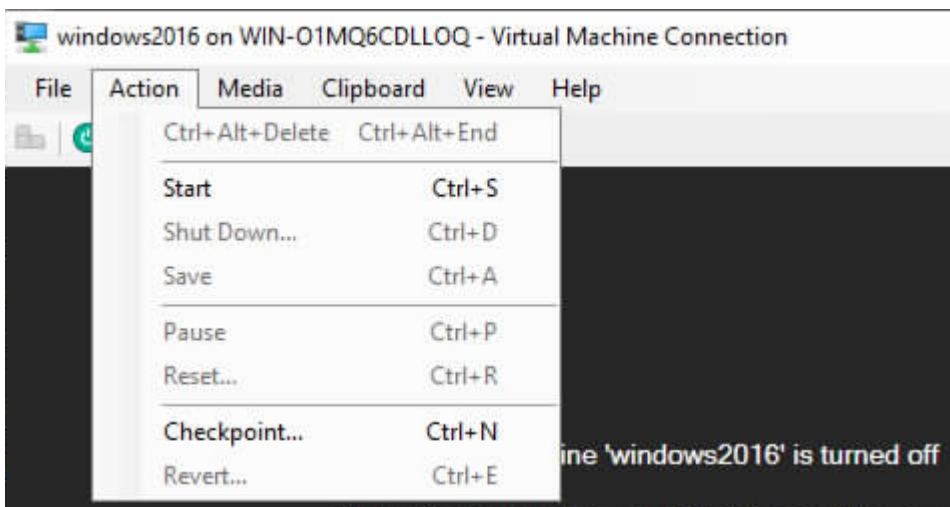 windows2016 on WIN-O1MQ6CDLLOQ - Virtual Machine Connection
File Action Media Clipboard View Help
Ctrl+Alt+Delete Ctrl+Alt+End
Start Ctrl+S
Shut Down... Ctrl+D
Save Ctrl+A
Pause Ctrl+P
Reset... Ctrl+R
Checkpoint... Ctrl+N
ine 'windows2016' is turned off
Revert... Ctrl+E